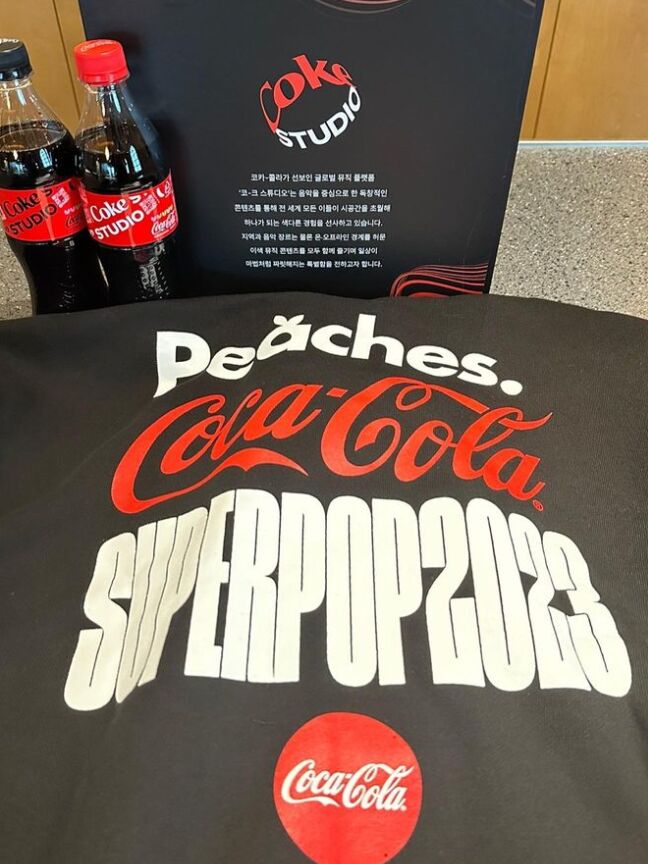 Coke
STUDIO
코카-콜라가 선보인 글로벌 뮤직 플랫폼
'코-크 스튜디오'는 음악을 중심으로 한 독창적인
콘텐츠를 통해 전 세계 모든 이들이 시공간을 초월해
하나가 되는 색다른 경험을 선사하고 있습니다.
지역과 음악 장르는 물론 온·오프라인 경계를 허문
이색 뮤직 콘텐츠를 모두 함께 즐기며 일상이
마법처럼 짜릿해지는 특별함을 전하고자 합니다.
Coke
STUDIO
Coke
STUDIO
Coca-Cola
Peaches.
Coca-Cola
SUPERPOP2023
Coca-Cola